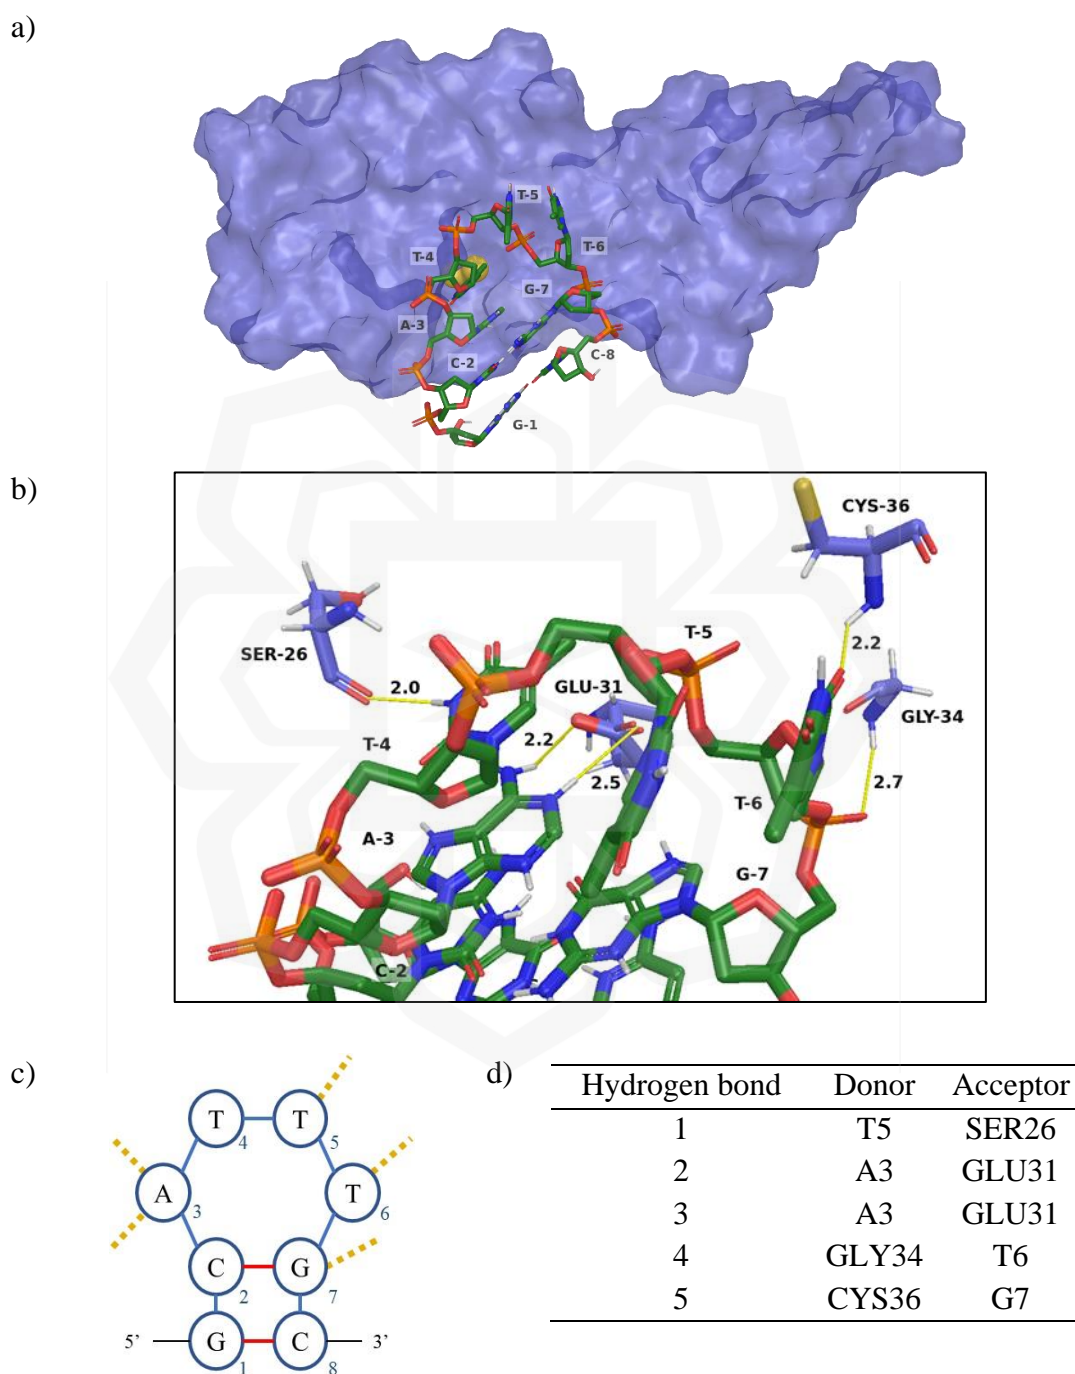 a)
T-5
T-4
T-6
G-7
A-3
C-2
C-8
G-1
b)
CYS-36
SER-26
T-5
2.2
2.0
GLU-31
GLY-34
T-4
2.2
2.5
2.7
T-6
A-3
G-7
C-2
c)
T T
4 5
A T
3 6
C G
2 7
5’ G C 3’
1 8
d)
Hydrogen bond Donor Acceptor
1 T5 SER26
2 A3 GLU31
3 A3 GLU31
4 GLY34 T6
5 CYS36 G7